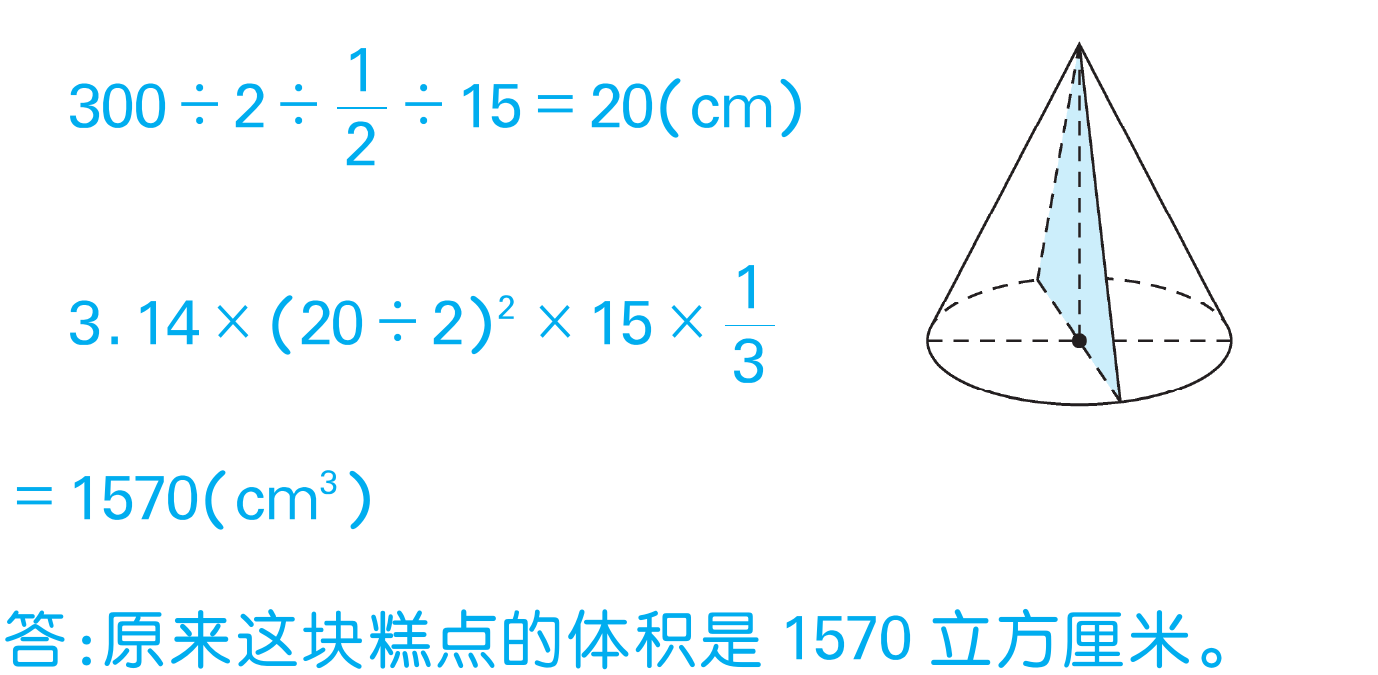 300÷2÷1/2÷15=20(cm)
3.14×(20÷2)²×15×1/3
=1570(cm³)
答:原来这块糕点的体积是 1570 立方厘米。